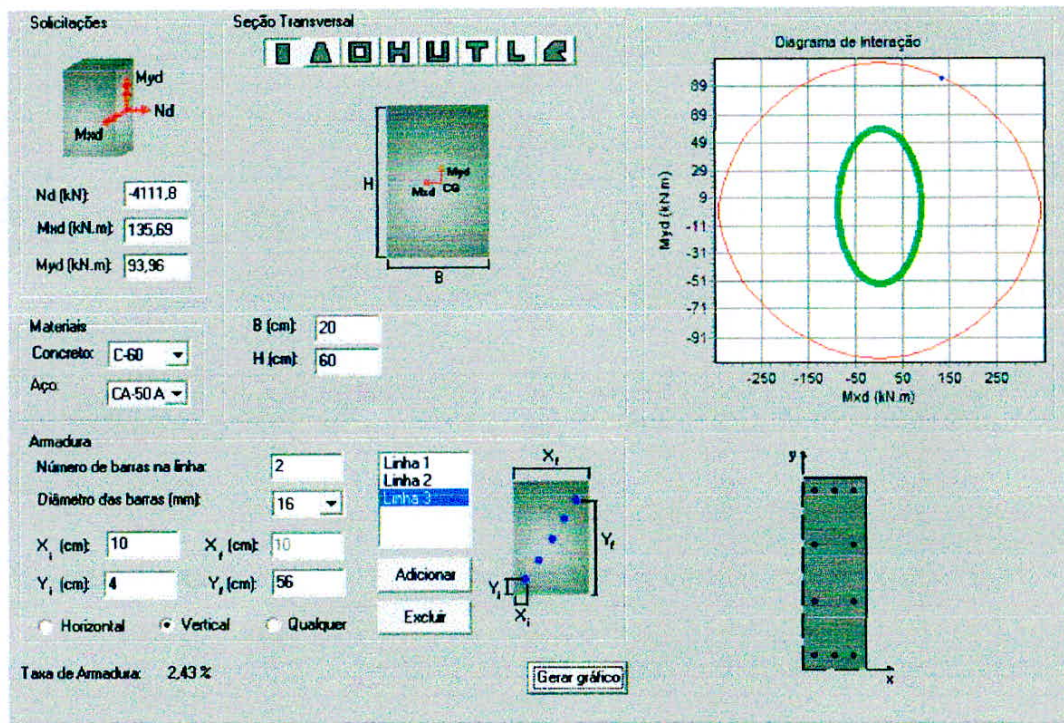 Solicitações
Myd
Nd
Mxd
Nd (kN): -4111,8
Mxd (kN.m): 135,69
Myd (kN.m): 93,96
Seção Transversal
H
Myd
Mxd CG
B
B (cm): 20
H (cm): 60
Diagrama de Interação
Myd (kN.m)
89
69
49
29
9
-11
-31
-51
-71
-91
-250 -150 -50 50 150 250
Mxd (kN.m)
Materiais
Concreto: C-60
Aço: CA-50 A
Armadura
Número de barras na linha: 2
Diâmetro das barras (mm): 16
Xi (cm): 10 Xf (cm): 10
Yi (cm): 4 Yf (cm): 56
Horizontal Vertical Qualquer
Linha 1
Linha 2
Linha 3
Adicionar
Excluir
Xf
Yf
Yi
Xi
y
x
Taxa de Armadura: 2,43 %
Gerar gráfico